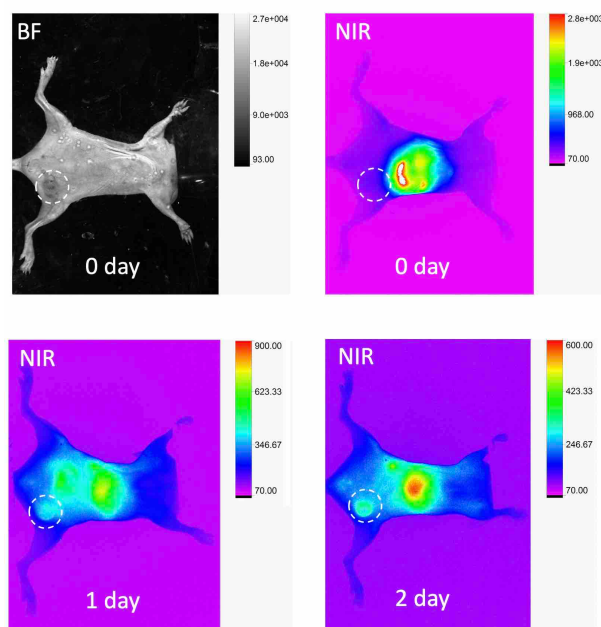 BF
2.7e+004
1.8e+004
9.0e+003
93.00
0 day
NIR
2.8e+003
1.9e+003
968.00
70.00
0 day
NIR
900.00
623.33
346.67
70.00
1 day
NIR
600.00
423.33
246.67
70.00
2 day